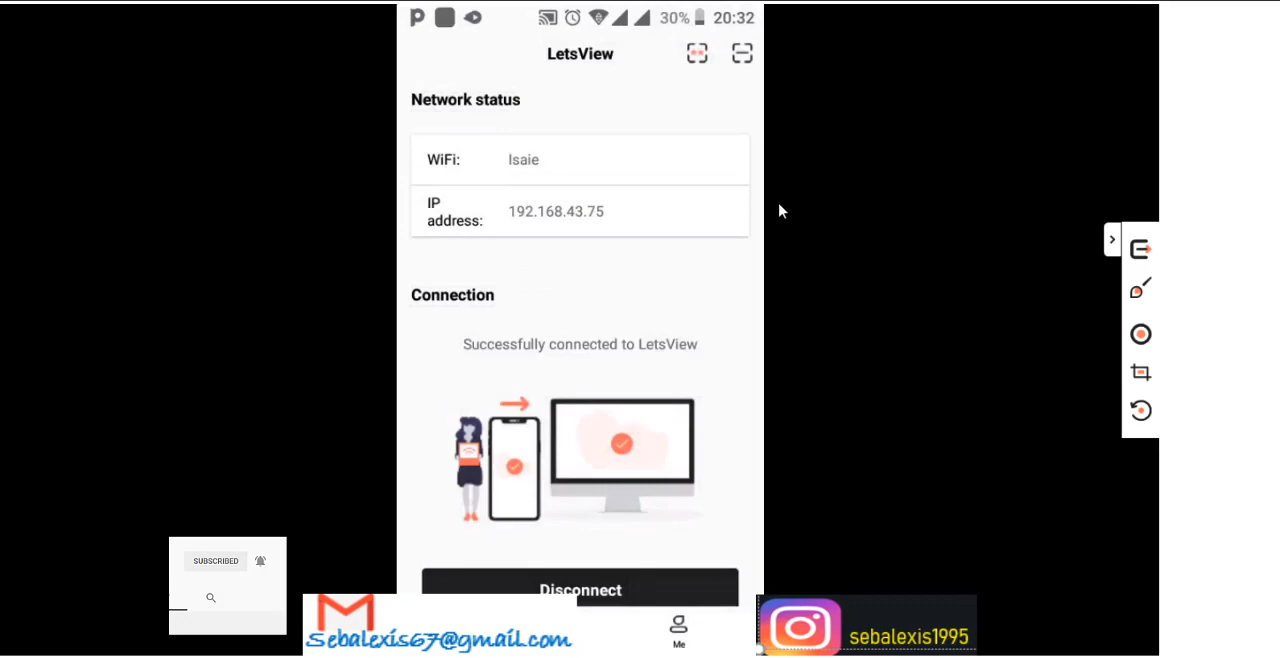 30% 20:32
LetsView
Network status
WiFi: Isaie
IP address: 192.168.43.75
Connection
Successfully connected to LetsView
Disconnect
SUBSCRIBED
Sebalexis67@gmail.com
Me
sebalexis1995